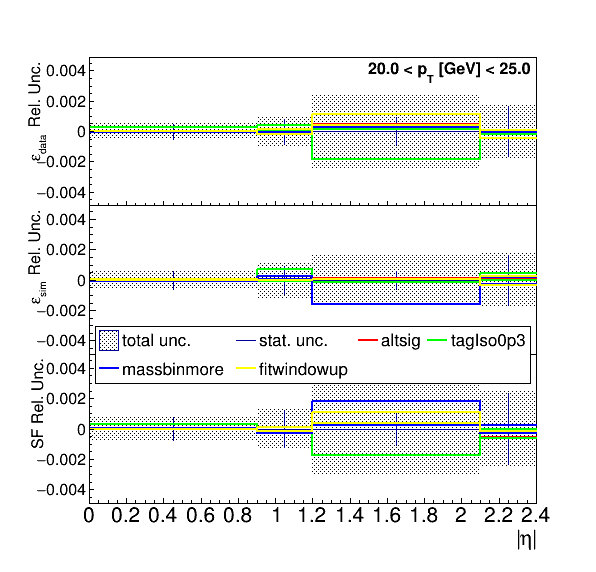 20.0 < p_T [GeV] < 25.0
ε_data Rel. Unc.
0.004
0.002
0
−0.002
−0.004
ε_sim Rel. Unc.
0.004
0.002
0
−0.002
−0.004
total unc. stat. unc. altsig tagIso0p3
massbinmore fitwindowup
SF Rel. Unc.
0.004
0.002
0
−0.002
−0.004
0 0.2 0.4 0.6 0.8 1 1.2 1.4 1.6 1.8 2 2.2 2.4
|η|